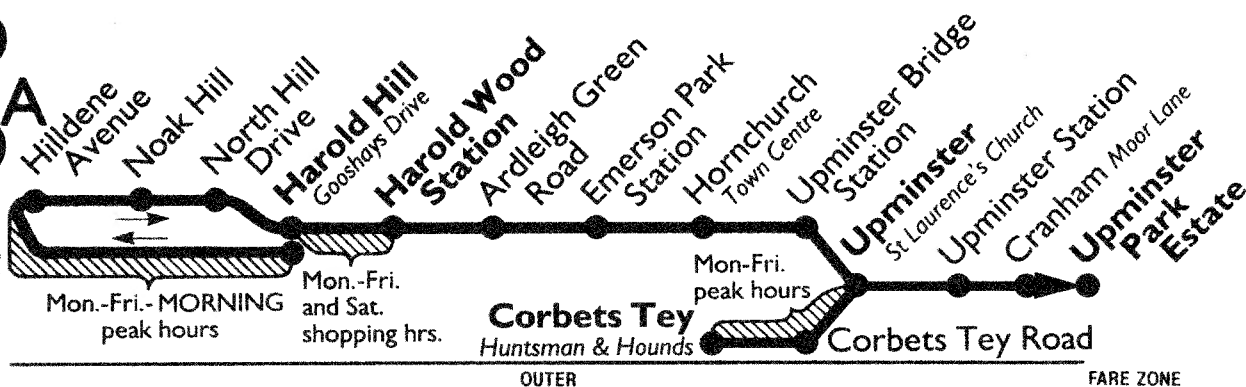 A
Hilldene
Avenue
Noak Hill
North Hill
Drive
Harold Hill
Gooshays Drive
Harold Wood
Station
Ardleigh Green
Road
Emerson Park
Station
Hornchurch
Town Centre
Upminster Bridge
Station
Upminster
St Laurence's Church
Upminster Station
Cranham Moor Lane
Upminster
Park
Estate
Mon.-Fri.-MORNING
peak hours
Mon.-Fri.
and Sat.
shopping hrs.
Mon-Fri.
peak hours
Corbets Tey
Huntsman & Hounds
Corbets Tey Road
OUTER
FARE ZONE